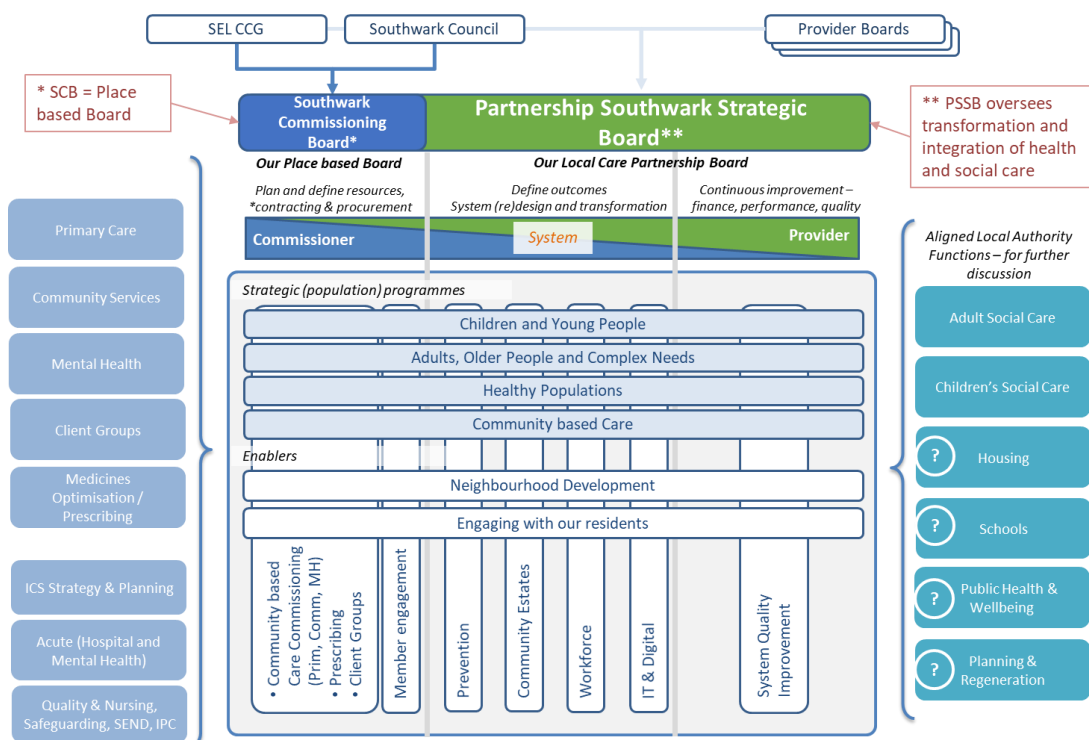 SEL CCG
Southwark Council
Provider Boards
* SCB = Place
based Board
Southwark
Commissioning
Board*
Partnership Southwark Strategic
Board**
** PSSB oversees
transformation and
integration of health
and social care
Our Place based Board
Our Local Care Partnership Board
Plan and define resources,
*contracting & procurement
Define outcomes
System (re)design and transformation
Continuous improvement –
finance, performance, quality
Commissioner
System
Provider
Primary Care
Community Services
Mental Health
Client Groups
Medicines
Optimisation /
Prescribing
ICS Strategy & Planning
Acute (Hospital and
Mental Health)
Quality & Nursing,
Safeguarding, SEND, IPC
Strategic (population) programmes
Children and Young People
Adults, Older People and Complex Needs
Healthy Populations
Community based Care
Enablers
Neighbourhood Development
Engaging with our residents
• Community based
Care Commissioning
(Prim, Comm, MH)
• Prescribing
• Client Groups
Member engagement
Prevention
Community Estates
Workforce
IT & Digital
System Quality
Improvement
Aligned Local Authority
Functions – for further
discussion
Adult Social Care
Children's Social Care
? Housing
? Schools
? Public Health &
Wellbeing
? Planning &
Regeneration